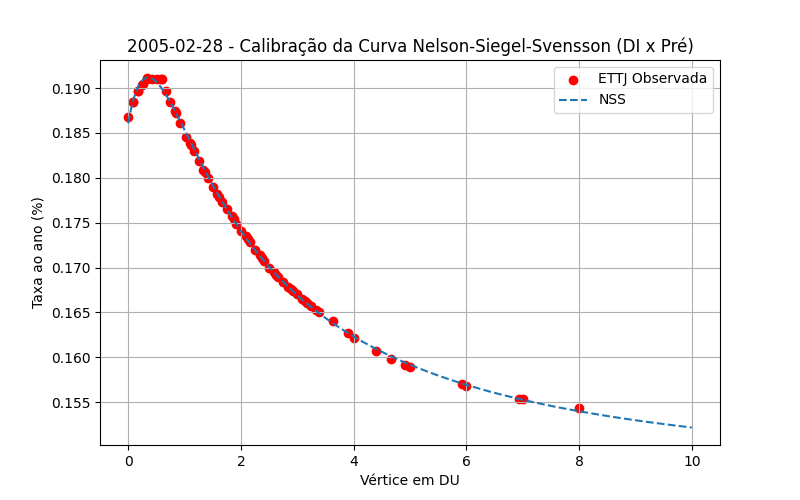 2005-02-28 - Calibração da Curva Nelson-Siegel-Svensson (DI x Pré)
ETTJ Observada
NSS
Taxa ao ano (%)
0.190
0.185
0.180
0.175
0.170
0.165
0.160
0.155
0 2 4 6 8 10
Vértice em DU